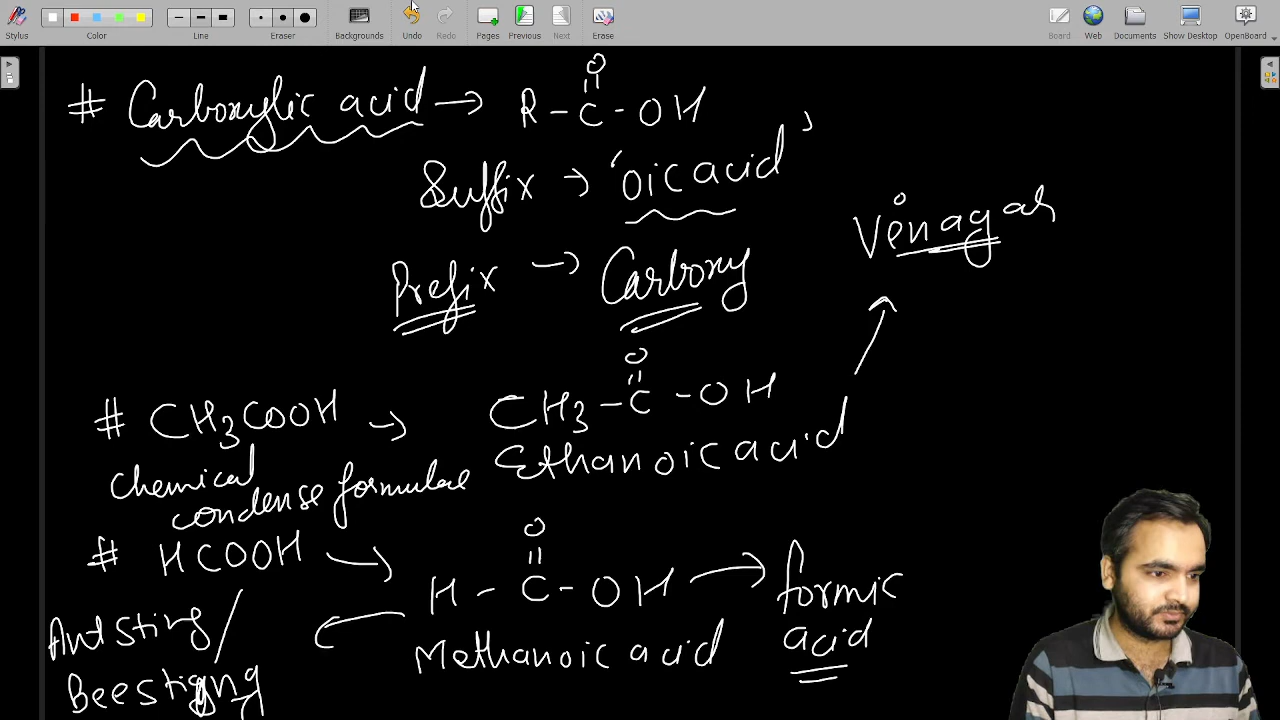 Stylus Color Line Eraser Backgrounds Undo Redo Pages Previous Next Erase Board Web Documents Show Desktop OpenBoard
# Carboxylic acid → R - C - OH
O
Suffix → 'oic acid'
Prefix → Carboxy
Venagar
i
# CH3COOH → CH3 - C - OH
O
chemical
condense formulae
Ethanoic acid
# HCOOH → H - C - OH → formic
O
acid
Methanoic acid
Ant sting/
Bee